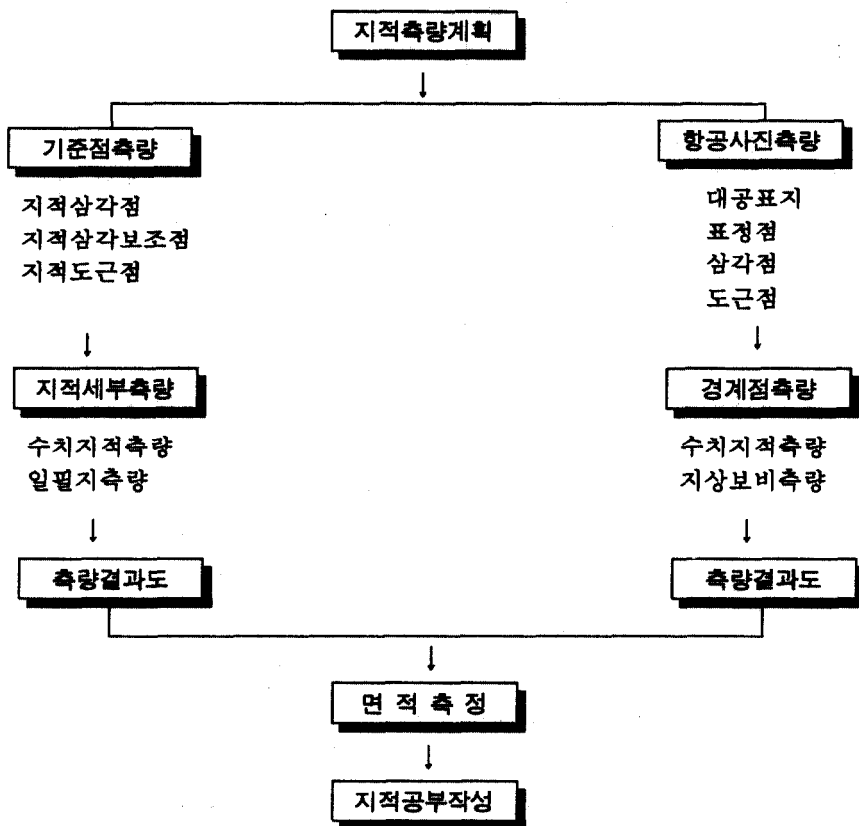 지적측량계획
기준점측량
지적삼각점
지적삼각보조점
지적도근점
지적세부측량
수치지적측량
일필지측량
측량결과도
항공사진측량
대공표지
표정점
삼각점
도근점
경계점측량
수치지적측량
지상보비측량
측량결과도
면 적 측 정
지적공부작성